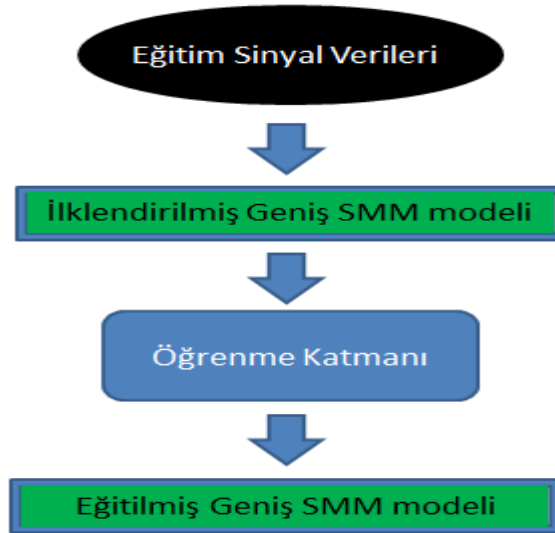 Eğitim Sinyal Verileri
İlklendirilmiş Geniş SMM modeli
Öğrenme Katmanı
Eğitilmiş Geniş SMM modeli